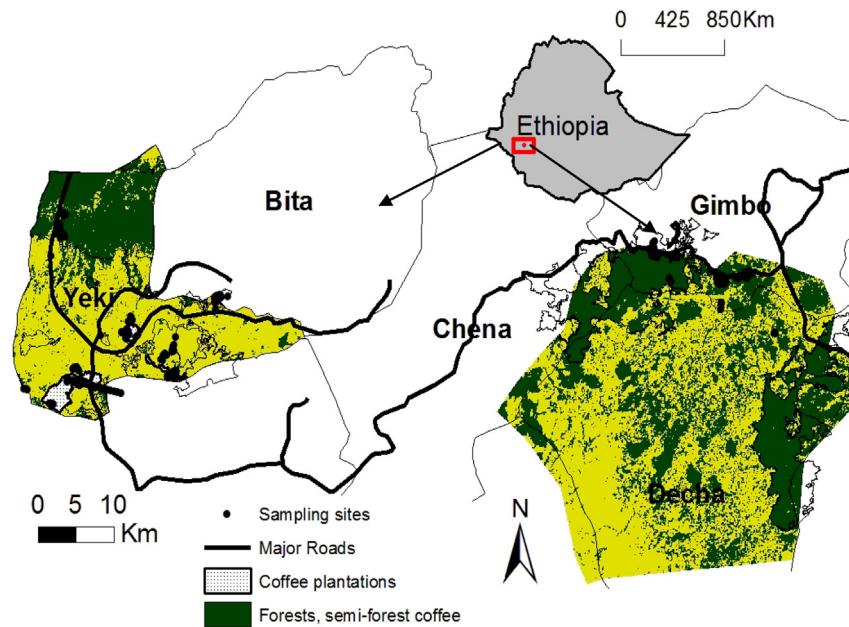 0 425 850Km
Ethiopia
Bita
Gimbo
Yeki
Chena
Decha
0 5 10
Km
N
Sampling sites
Major Roads
Coffee plantations
Forests, semi-forest coffee